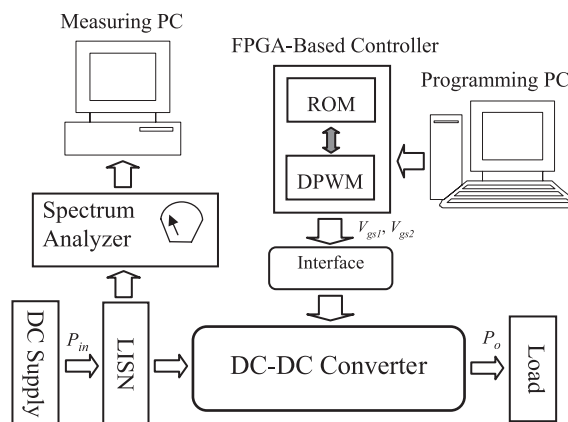 Measuring PC
FPGA-Based Controller
Programming PC
ROM
DPWM
Spectrum
Analyzer
Vgs1, Vgs2
Interface
DC Supply
Pin
LISN
DC-DC Converter
Po
Load